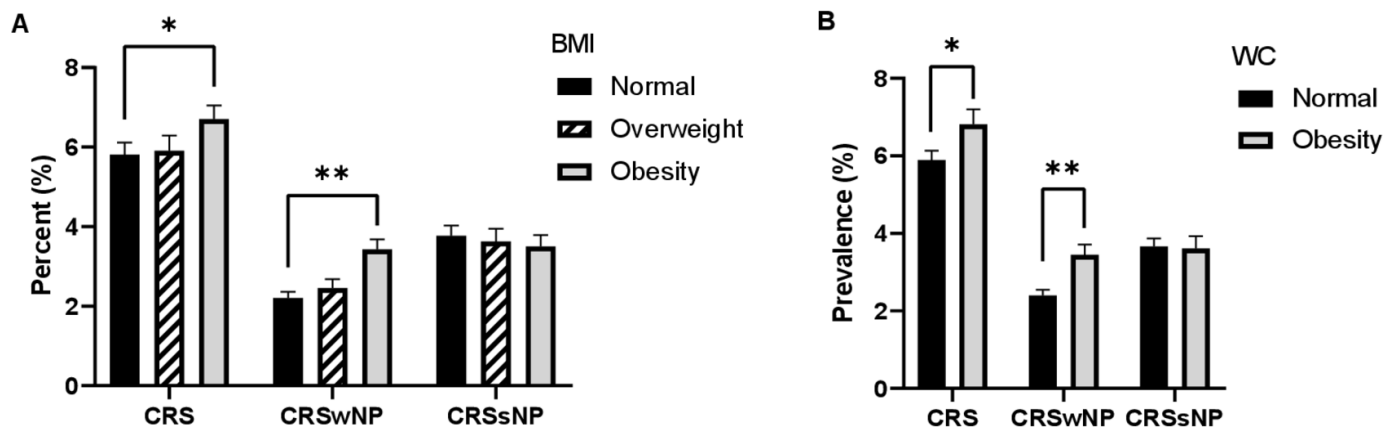 A
*
BMI
Normal
Overweight
Obesity
**
8
6
4
2
0
Percent (%)
CRS
CRSwNP
CRSsNP
B
*
WC
Normal
Obesity
**
8
6
4
2
0
Prevalence (%)
CRS
CRSwNP
CRSsNP